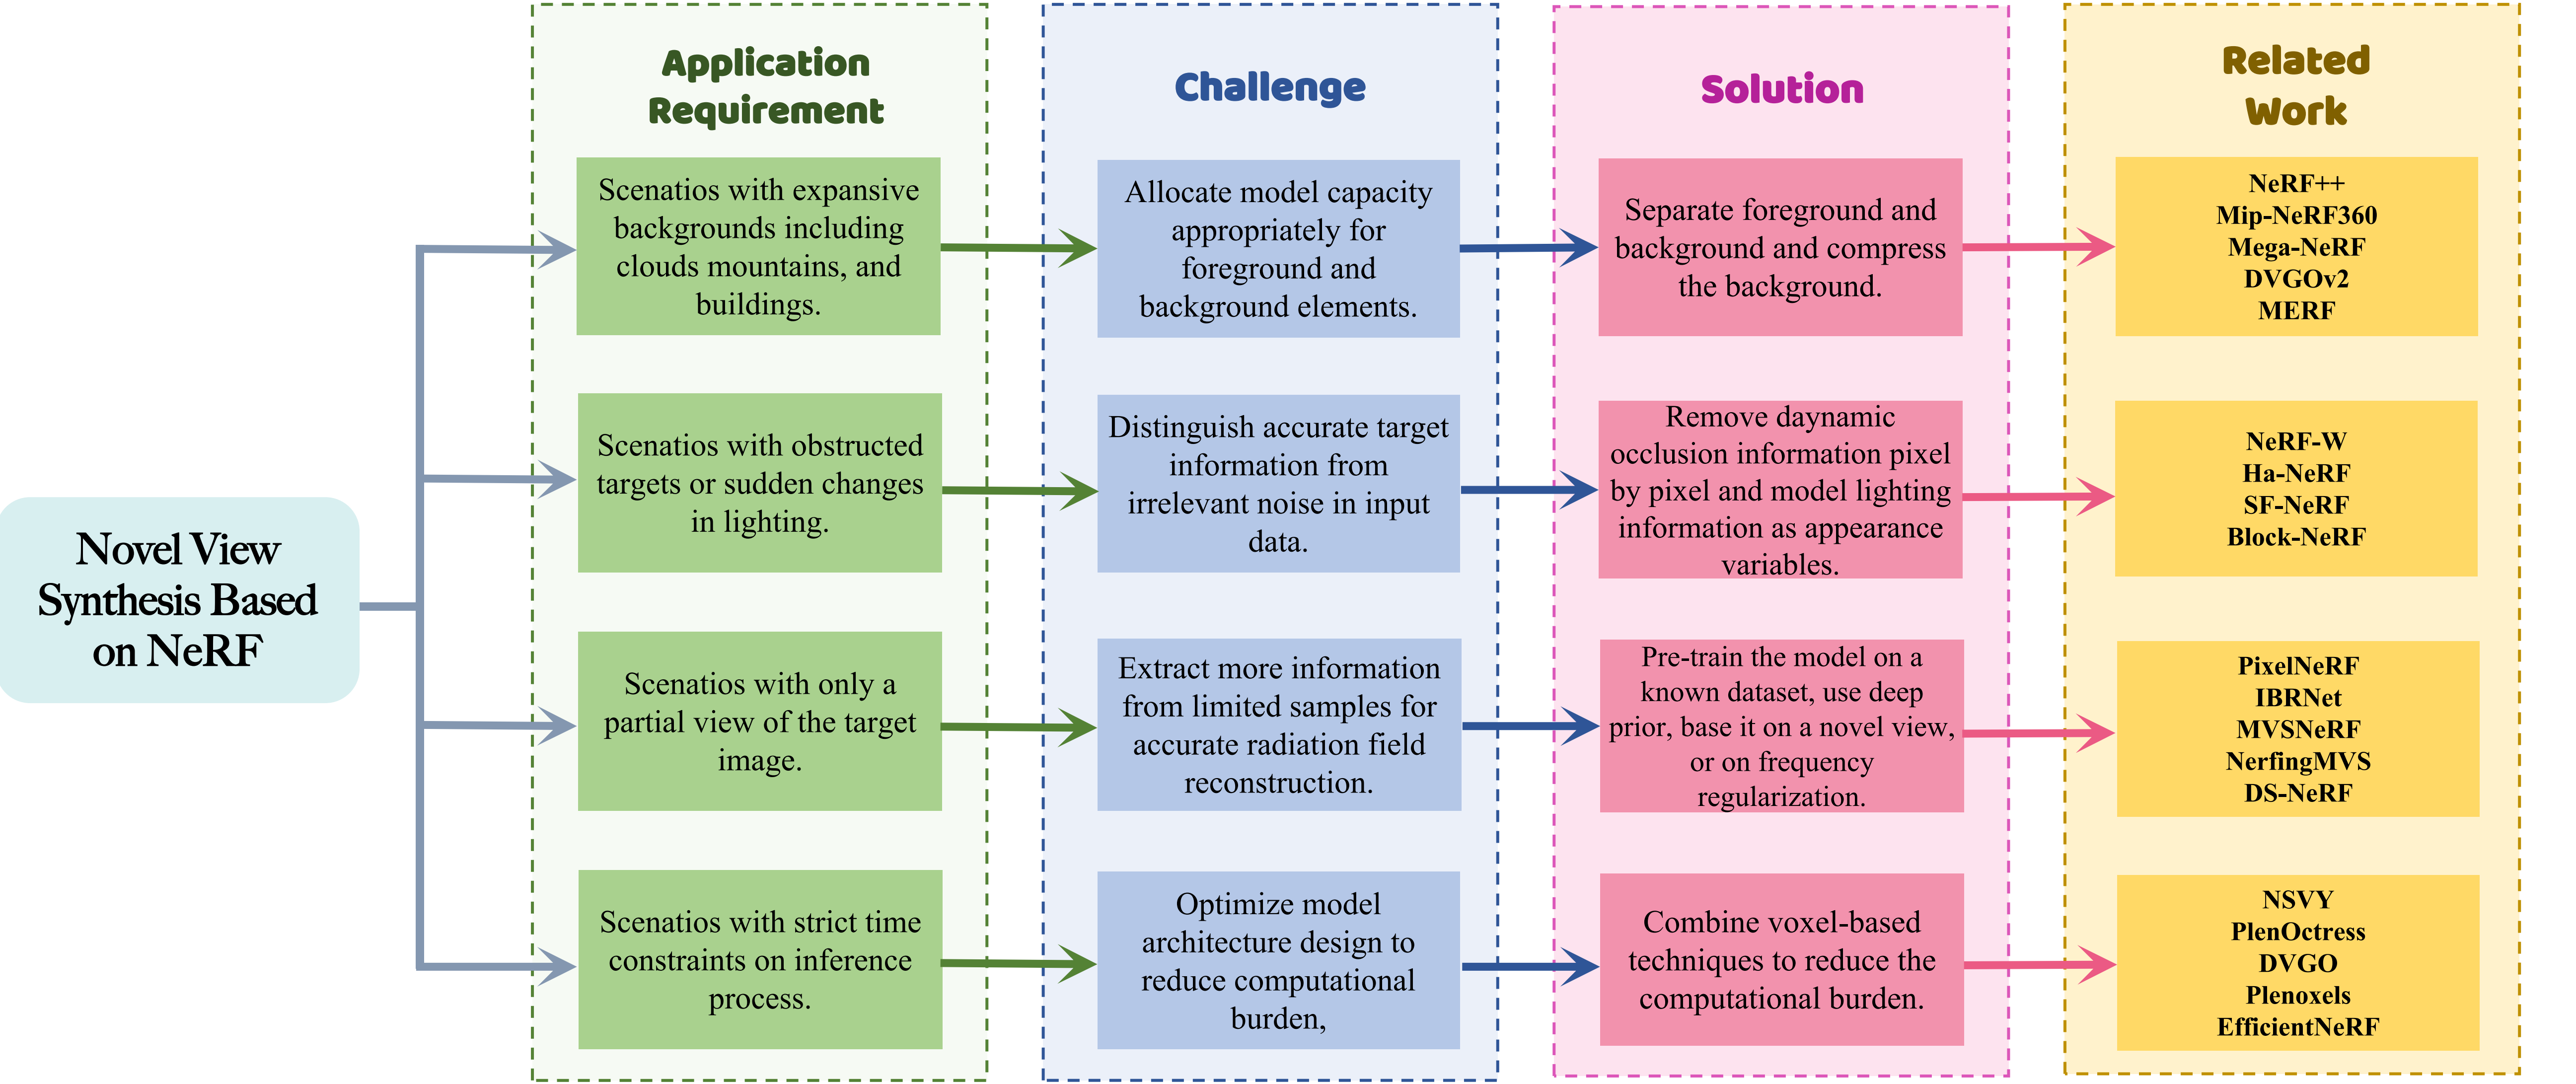 Novel View
Synthesis Based
on NeRF
Application
Requirement
Scenatios with expansive
backgrounds including
clouds mountains, and
buildings.
Scenatios with obstructed
targets or sudden changes
in lighting.
Scenatios with only a
partial view of the target
image.
Scenatios with strict time
constraints on inference
process.
Challenge
Allocate model capacity
appropriately for
foreground and
background elements.
Distinguish accurate target
information from
irrelevant noise in input
data.
Extract more information
from limited samples for
accurate radiation field
reconstruction.
Optimize model
architecture design to
reduce computational
burden,
Solution
Separate foreground and
background and compress
the background.
Remove daynamic
occlusion information pixel
by pixel and model lighting
information as appearance
variables.
Pre-train the model on a
known dataset, use deep
prior, base it on a novel view,
or on frequency
regularization.
Combine voxel-based
techniques to reduce the
computational burden.
Related
Work
NeRF++
Mip-NeRF360
Mega-NeRF
DVGOv2
MERF
NeRF-W
Ha-NeRF
SF-NeRF
Block-NeRF
PixelNeRF
IBRNet
MVSNeRF
NerfingMVS
DS-NeRF
NSVY
PlenOctress
DVGO
Plenoxels
EfficientNeRF